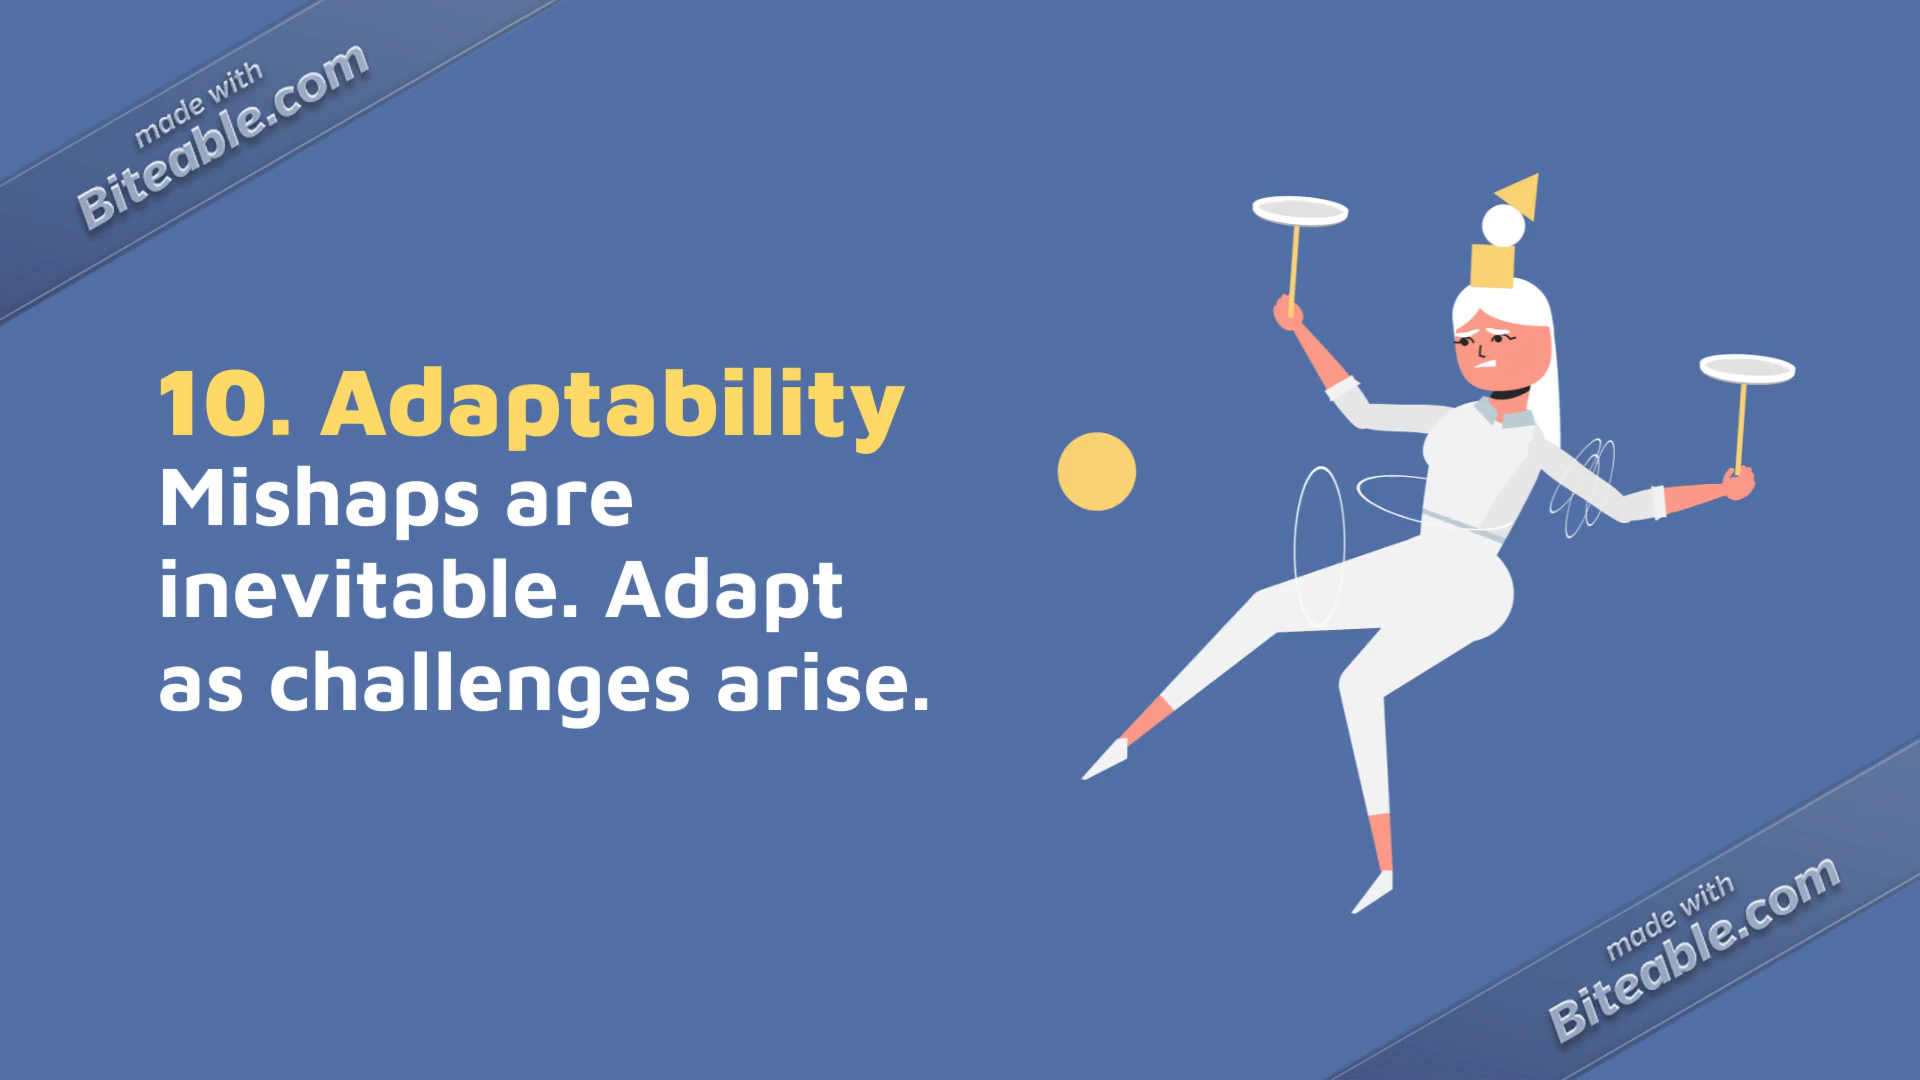 made with
Biteable.com
10. Adaptability
Mishaps are
inevitable. Adapt
as challenges arise.
made with
Biteable.com